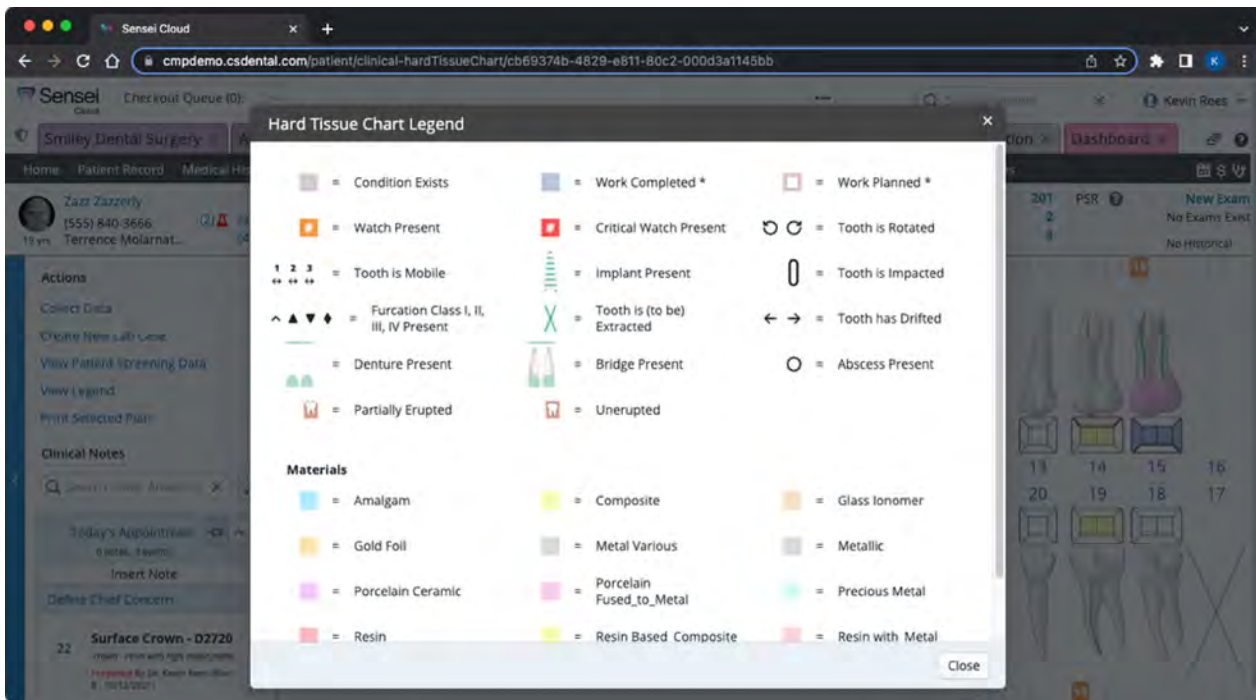 Sensei Cloud
cmpdemo.csdental.com/patient/clinical-hardTissueChart/cb69374b-4829-e811-80c2-000d3a1145bb
K
Sensei Checkout Queue (0): Kevin Rees
Cloud
Smiley Dental Surgery
Dashboard
Home Patient Record
Zazz Zazzerly
(555) 840-3666
19 yrs Terrence Molarnat...
201 PSR New Exam
2 No Exams Exist
8 No Historical
Hard Tissue Chart Legend
= Condition Exists
= Work Completed *
= Work Planned *
= Watch Present
= Critical Watch Present
= Tooth is Rotated
1 2 3
= Tooth is Mobile
= Implant Present
= Tooth is Impacted
= Furcation Class I, II,
III, IV Present
= Tooth is (to be)
Extracted
= Tooth has Drifted
= Denture Present
= Bridge Present
= Abscess Present
= Partially Erupted
= Unerupted
Materials
= Amalgam
= Composite
= Glass Ionomer
= Gold Foil
= Metal Various
= Metallic
= Porcelain Ceramic
= Porcelain
Fused_to_Metal
= Precious Metal
= Resin
= Resin Based Composite
= Resin with Metal
Close
Actions
Collect Data
Create New Lab Case
View Patient Screening Data
View Legend
Print Selected Plan
Clinical Notes
Insert Note
Define Chief Concern
22 Surface Crown - D2720
13 14 15 16
20 19 18 17